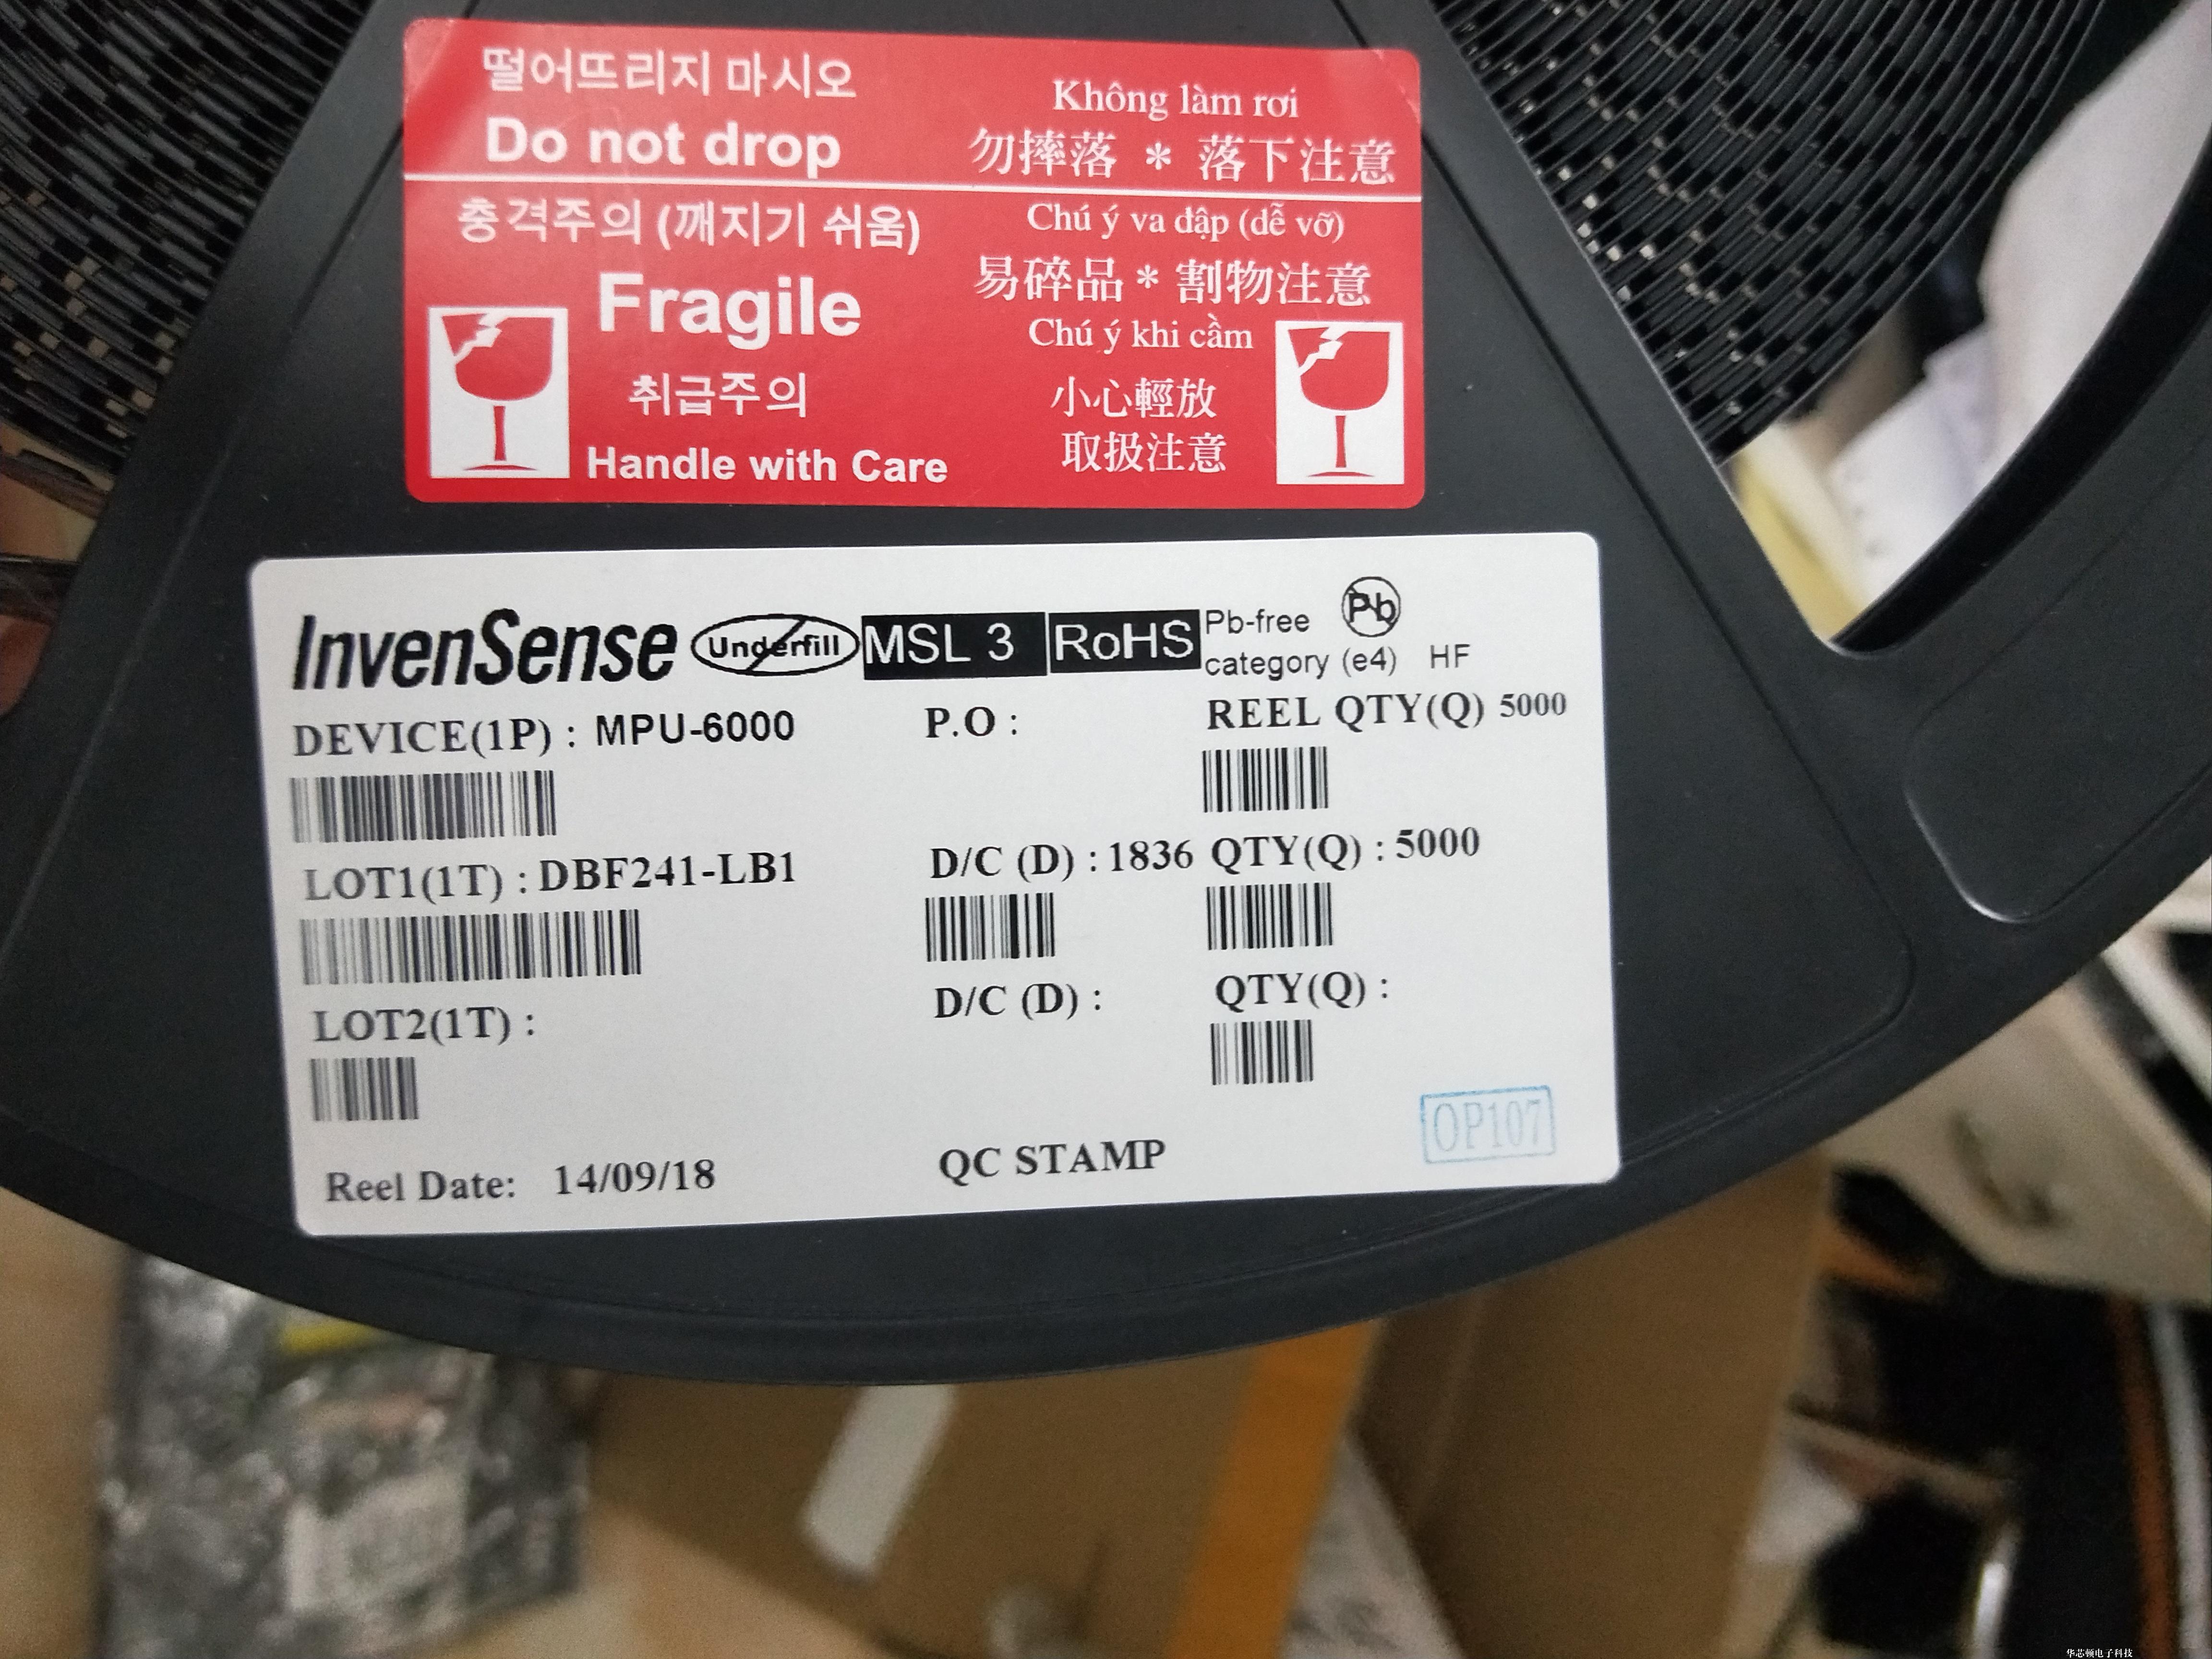 떨어뜨리지 마시오
Do not drop
Không làm rơi
勿摔落 * 落下注意
충격주의 (깨지기 쉬움)
Fragile
취급주의
Handle with Care
Chú ý va đập (dễ vỡ)
易碎品 * 割物注意
Chú ý khi cầm
小心輕放
取扱注意
InvenSense Underfill MSL 3 RoHS Pb-free Pb
category (e4) HF
DEVICE(1P) : MPU-6000 P.O : REEL QTY(Q) 5000
LOT1(1T) : DBF241-LB1 D/C (D) : 1836 QTY(Q) : 5000
LOT2(1T) : D/C (D) : QTY(Q) :
OP107
Reel Date: 14/09/18 QC STAMP
华芯顿电子科技